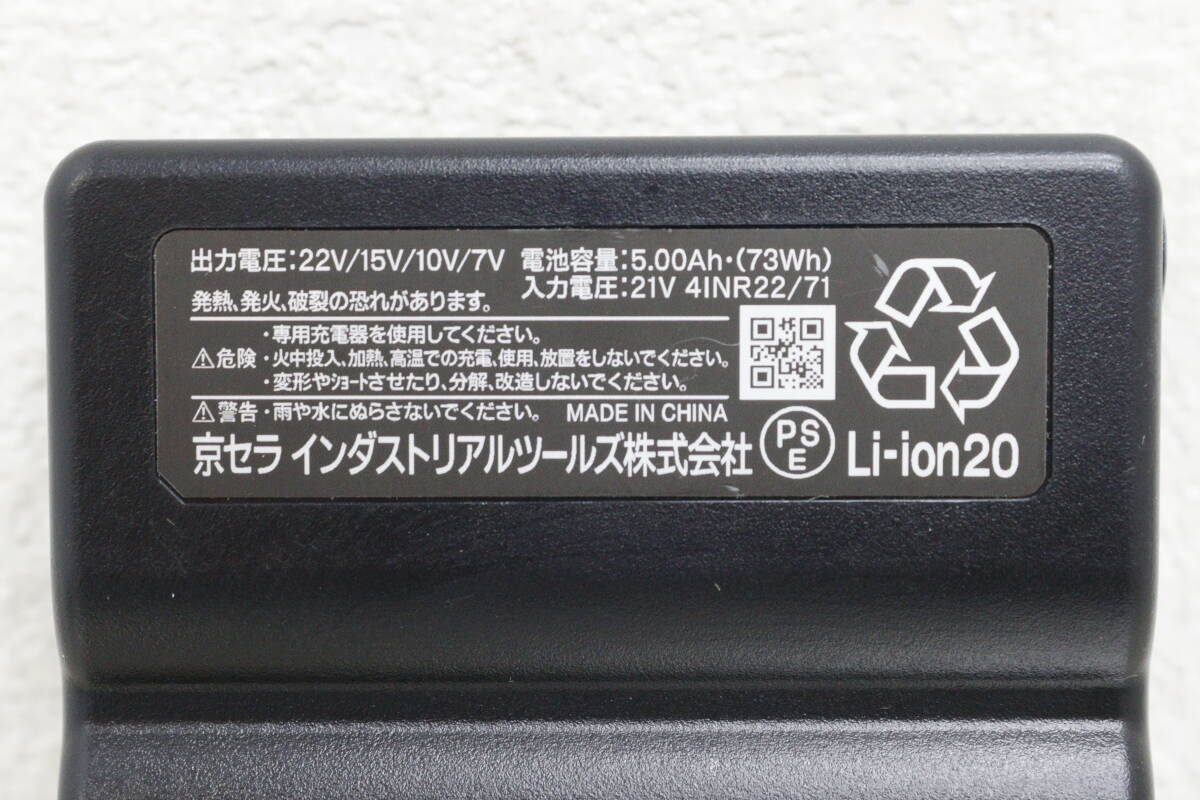 出力電圧:22V/15V/10V/7V 電池容量:5.00Ah・(73Wh)
入力電圧:21V 4INR22/71
発熱、発火、破裂の恐れがあります。
・専用充電器を使用してください。
⚠危険・火中投入、加熱、高温での充電、使用、放置をしないでください。
・変形やショートさせたり、分解、改造しないでください。
⚠警告・雨や水にぬらさないでください。 MADE IN CHINA
京セラ インダストリアルツールズ株式会社 PSE Li-ion20